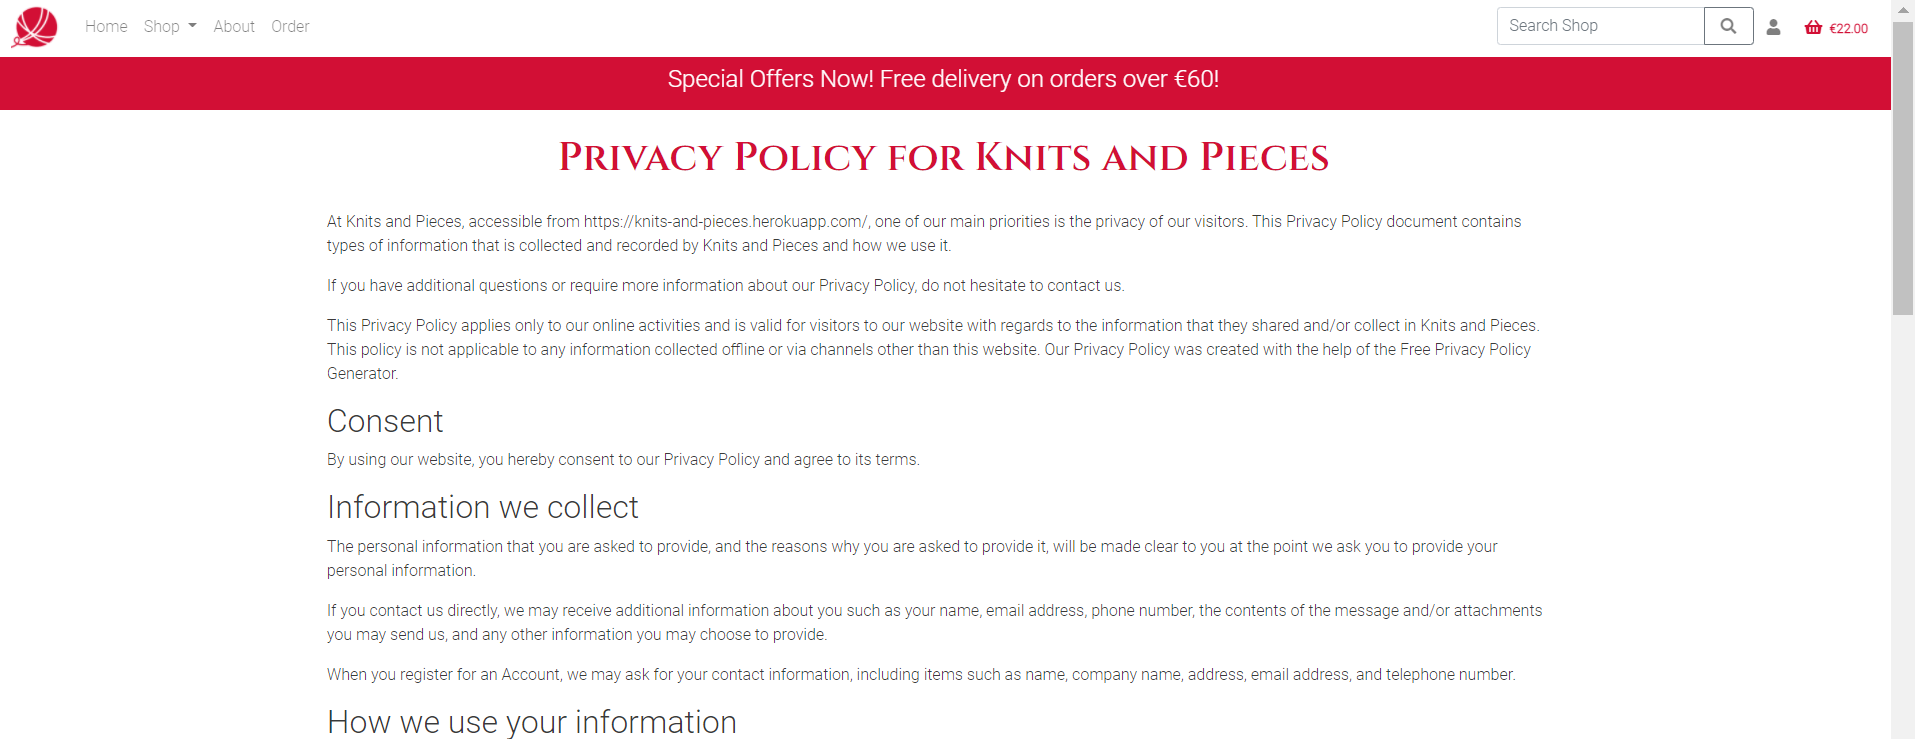 Home Shop About Order Search Shop €22.00
Special Offers Now! Free delivery on orders over €60!
Privacy Policy for Knits and Pieces
At Knits and Pieces, accessible from https://knits-and-pieces.herokuapp.com/, one of our main priorities is the privacy of our visitors. This Privacy Policy document contains
types of information that is collected and recorded by Knits and Pieces and how we use it.
If you have additional questions or require more information about our Privacy Policy, do not hesitate to contact us.
This Privacy Policy applies only to our online activities and is valid for visitors to our website with regards to the information that they shared and/or collect in Knits and Pieces.
This policy is not applicable to any information collected offline or via channels other than this website. Our Privacy Policy was created with the help of the Free Privacy Policy
Generator.
Consent
By using our website, you hereby consent to our Privacy Policy and agree to its terms.
Information we collect
The personal information that you are asked to provide, and the reasons why you are asked to provide it, will be made clear to you at the point we ask you to provide your
personal information.
If you contact us directly, we may receive additional information about you such as your name, email address, phone number, the contents of the message and/or attachments
you may send us, and any other information you may choose to provide.
When you register for an Account, we may ask for your contact information, including items such as name, company name, address, email address, and telephone number.
How we use your information